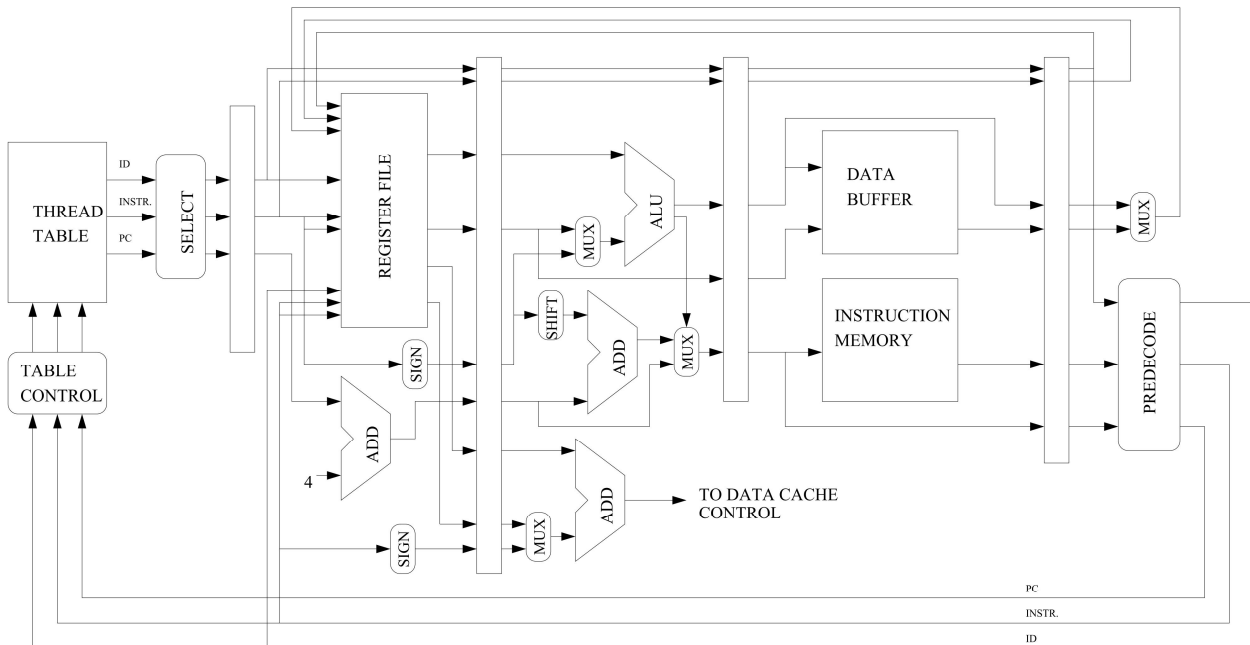 THREAD
TABLE
ID
INSTR.
PC
SELECT
REGISTER FILE
TABLE
CONTROL
SIGN
ADD
4
SIGN
MUX
ALU
SHIFT
ADD
MUX
MUX
ADD
TO DATA CACHE
CONTROL
DATA
BUFFER
INSTRUCTION
MEMORY
MUX
PREDECODE
PC
INSTR.
ID